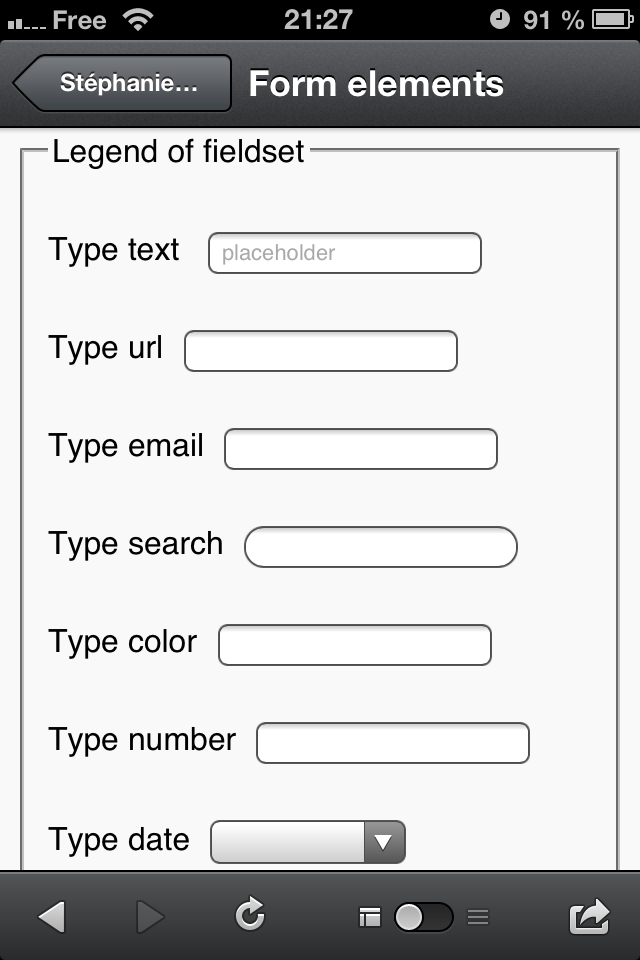 Free 21:27 91 %
Stéphanie... Form elements
Legend of fieldset
Type text placeholder
Type url
Type email
Type search
Type color
Type number
Type date